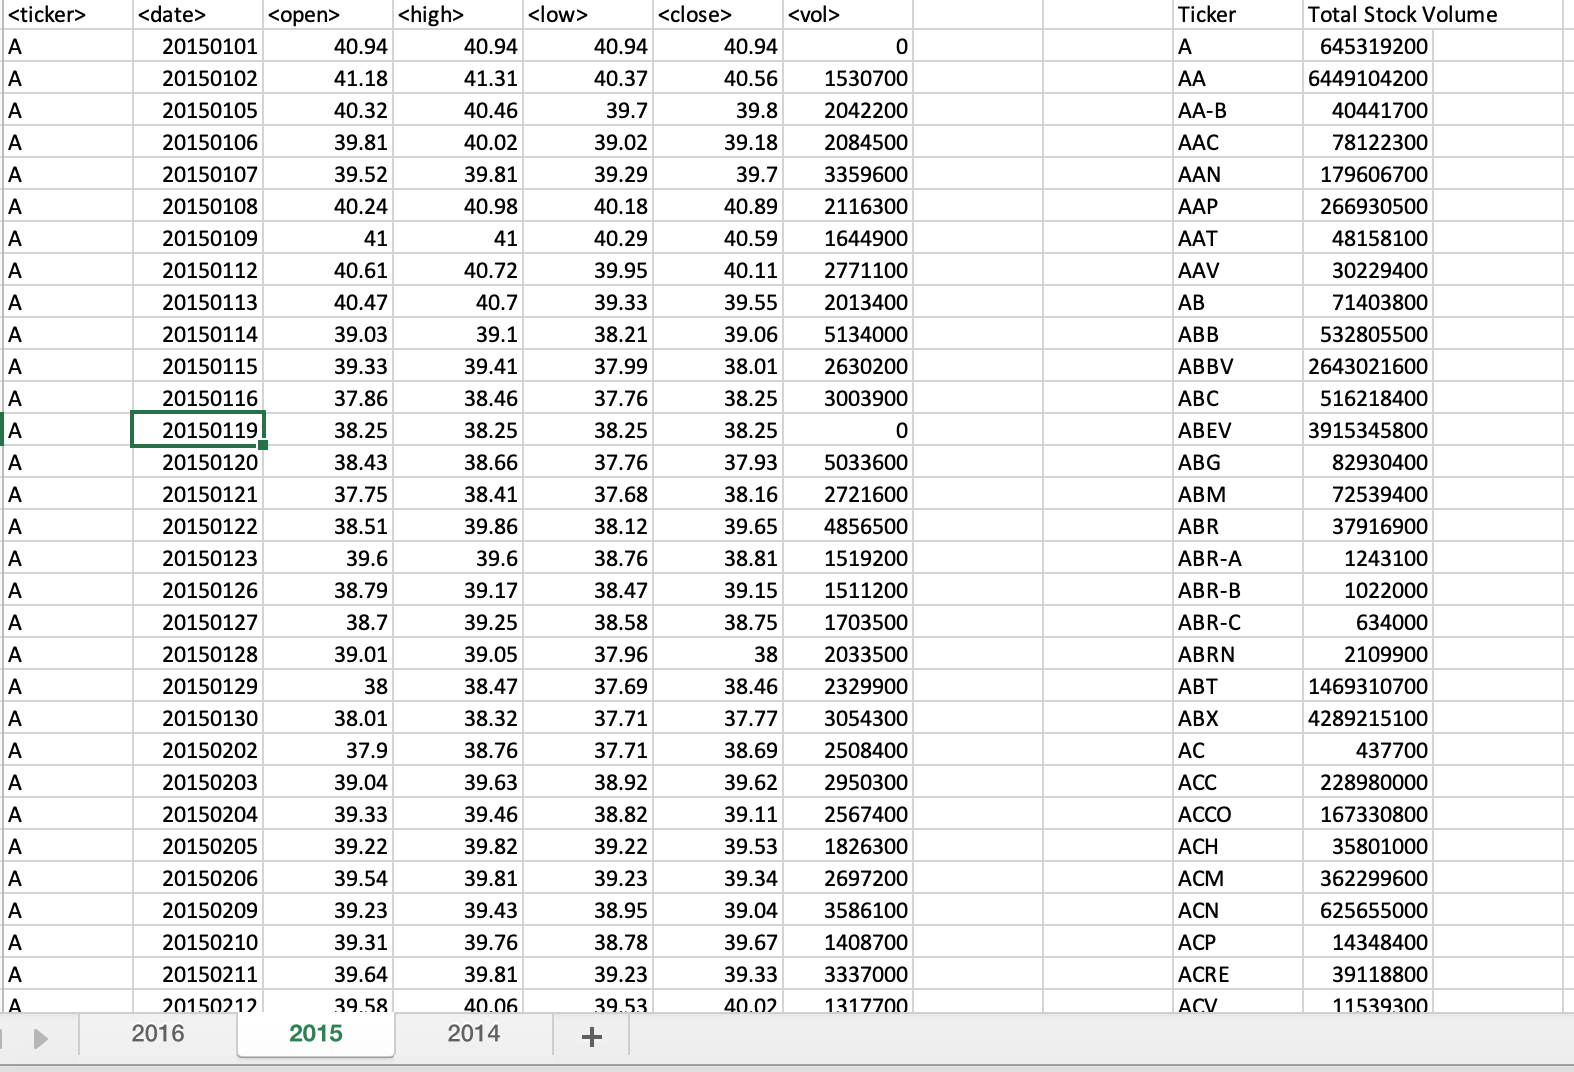 <ticker> <date> <open> <high> <low> <close> <vol> Ticker Total Stock Volume
A 20150101 40.94 40.94 40.94 40.94 0 A 645319200
A 20150102 41.18 41.31 40.37 40.56 1530700 AA 6449104200
A 20150105 40.32 40.46 39.7 39.8 2042200 AA-B 40441700
A 20150106 39.81 40.02 39.02 39.18 2084500 AAC 78122300
A 20150107 39.52 39.81 39.29 39.7 3359600 AAN 179606700
A 20150108 40.24 40.98 40.18 40.89 2116300 AAP 266930500
A 20150109 41 41 40.29 40.59 1644900 AAT 48158100
A 20150112 40.61 40.72 39.95 40.11 2771100 AAV 30229400
A 20150113 40.47 40.7 39.33 39.55 2013400 AB 71403800
A 20150114 39.03 39.1 38.21 39.06 5134000 ABB 532805500
A 20150115 39.33 39.41 37.99 38.01 2630200 ABBV 2643021600
A 20150116 37.86 38.46 37.76 38.25 3003900 ABC 516218400
A 20150119 38.25 38.25 38.25 38.25 0 ABEV 3915345800
A 20150120 38.43 38.66 37.76 37.93 5033600 ABG 82930400
A 20150121 37.75 38.41 37.68 38.16 2721600 ABM 72539400
A 20150122 38.51 39.86 38.12 39.65 4856500 ABR 37916900
A 20150123 39.6 39.6 38.76 38.81 1519200 ABR-A 1243100
A 20150126 38.79 39.17 38.47 39.15 1511200 ABR-B 1022000
A 20150127 38.7 39.25 38.58 38.75 1703500 ABR-C 634000
A 20150128 39.01 39.05 37.96 38 2033500 ABRN 2109900
A 20150129 38 38.47 37.69 38.46 2329900 ABT 1469310700
A 20150130 38.01 38.32 37.71 37.77 3054300 ABX 4289215100
A 20150202 37.9 38.76 37.71 38.69 2508400 AC 437700
A 20150203 39.04 39.63 38.92 39.62 2950300 ACC 228980000
A 20150204 39.33 39.46 38.82 39.11 2567400 ACCO 167330800
A 20150205 39.22 39.82 39.22 39.53 1826300 ACH 35801000
A 20150206 39.54 39.81 39.23 39.34 2697200 ACM 362299600
A 20150209 39.23 39.43 38.95 39.04 3586100 ACN 625655000
A 20150210 39.31 39.76 38.78 39.67 1408700 ACP 14348400
A 20150211 39.64 39.81 39.23 39.33 3337000 ACRE 39118800
A 20150212 39.58 40.06 39.53 40.02 1317700 ACV 11539300
2016 2015 2014 +